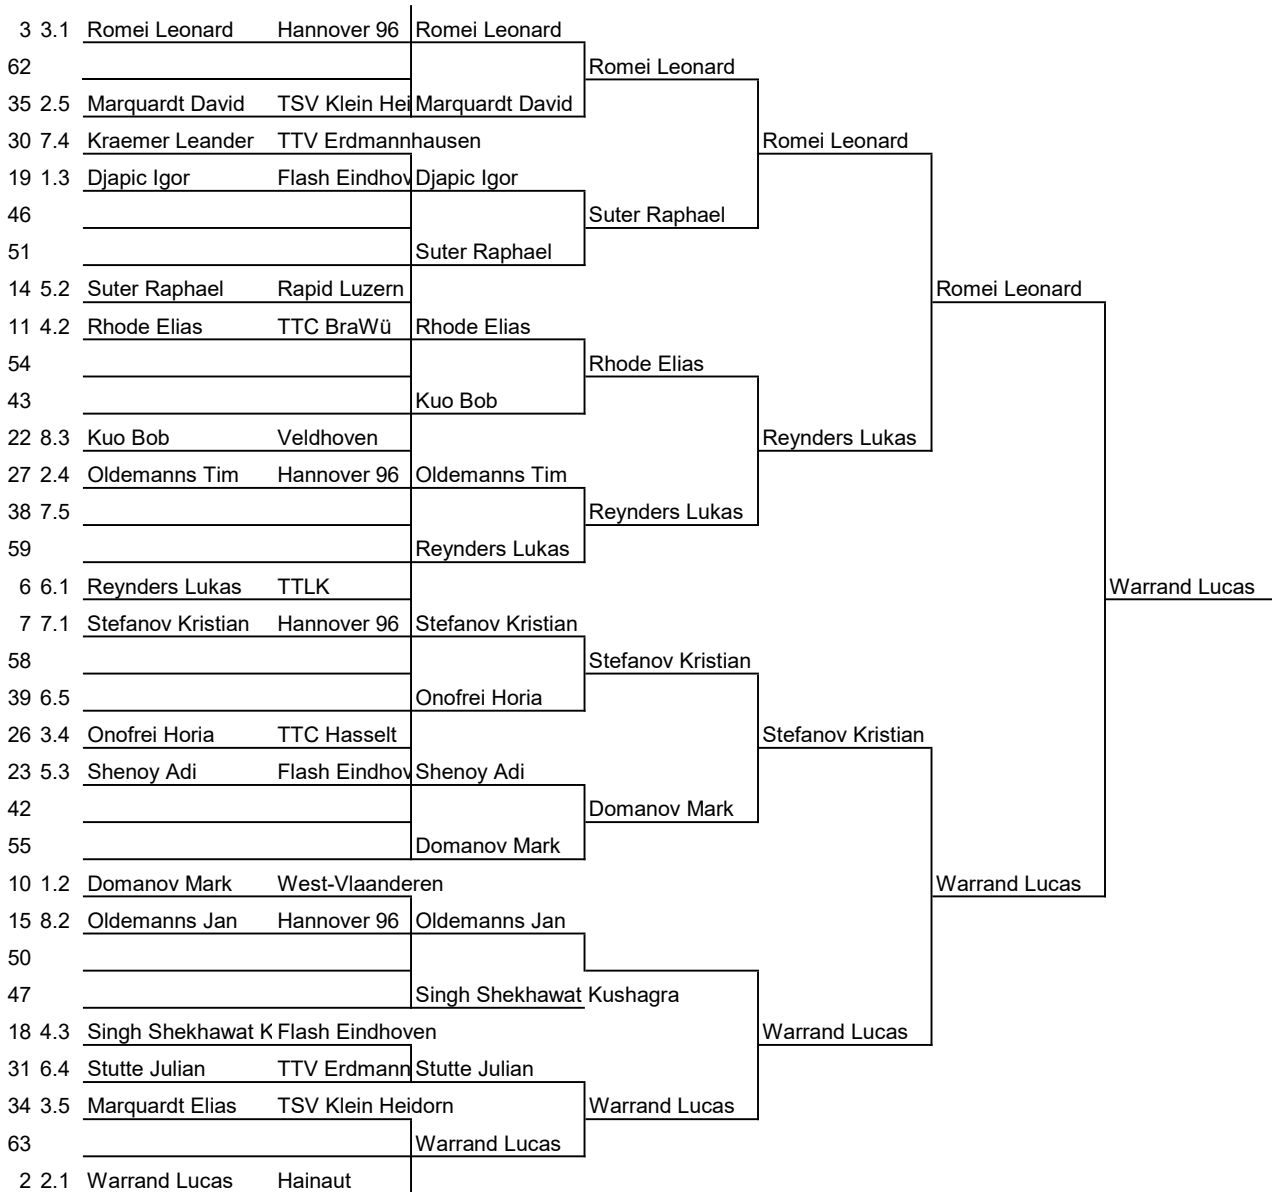 3 3.1 Romei Leonard Hannover 96 Romei Leonard
62 Romei Leonard
35 2.5 Marquardt David TSV Klein Hei Marquardt David
30 7.4 Kraemer Leander TTV Erdmannhausen Romei Leonard
19 1.3 Djapic Igor Flash Eindhov Djapic Igor
46 Suter Raphael
51 Suter Raphael
14 5.2 Suter Raphael Rapid Luzern Romei Leonard
11 4.2 Rhode Elias TTC BraWü Rhode Elias
54 Rhode Elias
43 Kuo Bob
22 8.3 Kuo Bob Veldhoven Reynders Lukas
27 2.4 Oldemanns Tim Hannover 96 Oldemanns Tim
38 7.5 Reynders Lukas
59 Reynders Lukas
6 6.1 Reynders Lukas TTLK Warrand Lucas
7 7.1 Stefanov Kristian Hannover 96 Stefanov Kristian
58 Stefanov Kristian
39 6.5 Onofrei Horia
26 3.4 Onofrei Horia TTC Hasselt Stefanov Kristian
23 5.3 Shenoy Adi Flash Eindhov Shenoy Adi
42 Domanov Mark
55 Domanov Mark
10 1.2 Domanov Mark West-Vlaanderen Warrand Lucas
15 8.2 Oldemanns Jan Hannover 96 Oldemanns Jan
50
47 Singh Shekhawat Kushagra
18 4.3 Singh Shekhawat K Flash Eindhoven Warrand Lucas
31 6.4 Stutte Julian TTV Erdmann Stutte Julian
34 3.5 Marquardt Elias TSV Klein Heidorn Warrand Lucas
63 Warrand Lucas
2 2.1 Warrand Lucas Hainaut